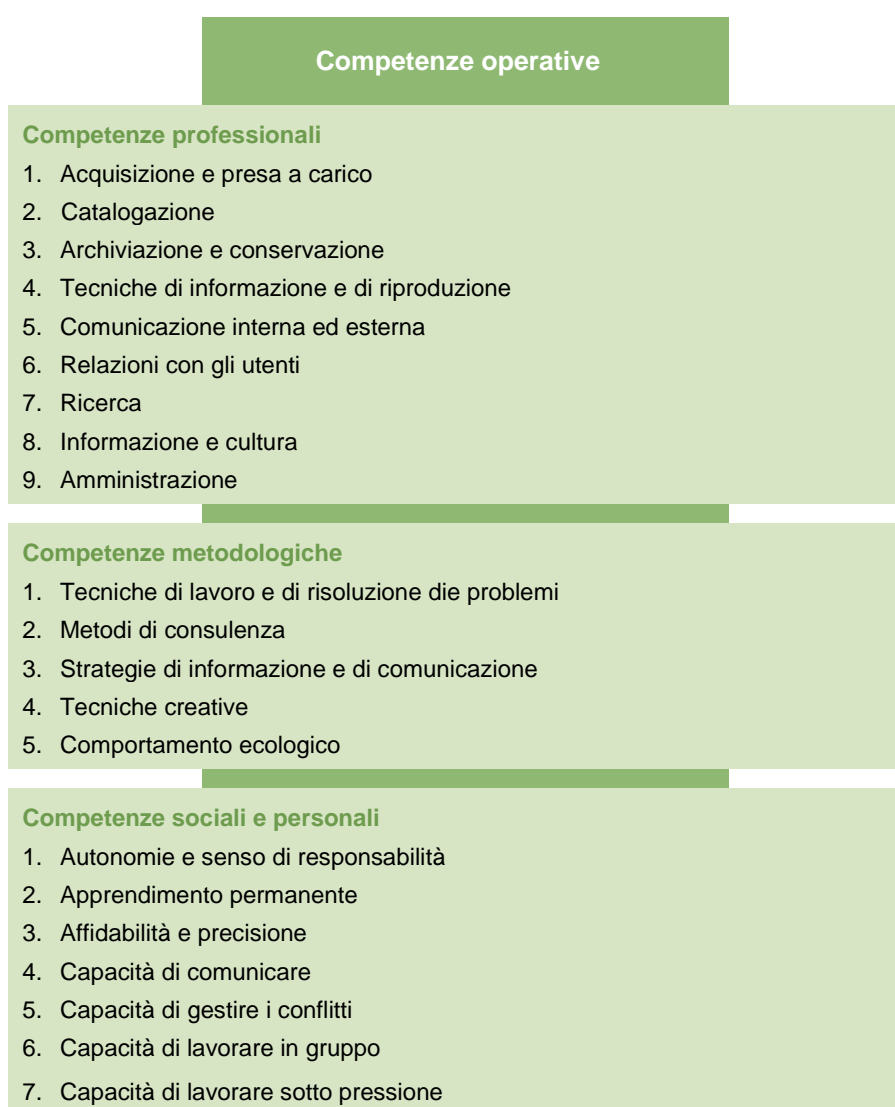 Competenze operative
Competenze professionali
1. Acquisizione e presa a carico
2. Catalogazione
3. Archiviazione e conservazione
4. Tecniche di informazione e di riproduzione
5. Comunicazione interna ed esterna
6. Relazioni con gli utenti
7. Ricerca
8. Informazione e cultura
9. Amministrazione
Competenze metodologiche
1. Tecniche di lavoro e di risoluzione die problemi
2. Metodi di consulenza
3. Strategie di informazione e di comunicazione
4. Tecniche creative
5. Comportamento ecologico
Competenze sociali e personali
1. Autonomie e senso di responsabilità
2. Apprendimento permanente
3. Affidabilità e precisione
4. Capacità di comunicare
5. Capacità di gestire i conflitti
6. Capacità di lavorare in gruppo
7. Capacità di lavorare sotto pressione